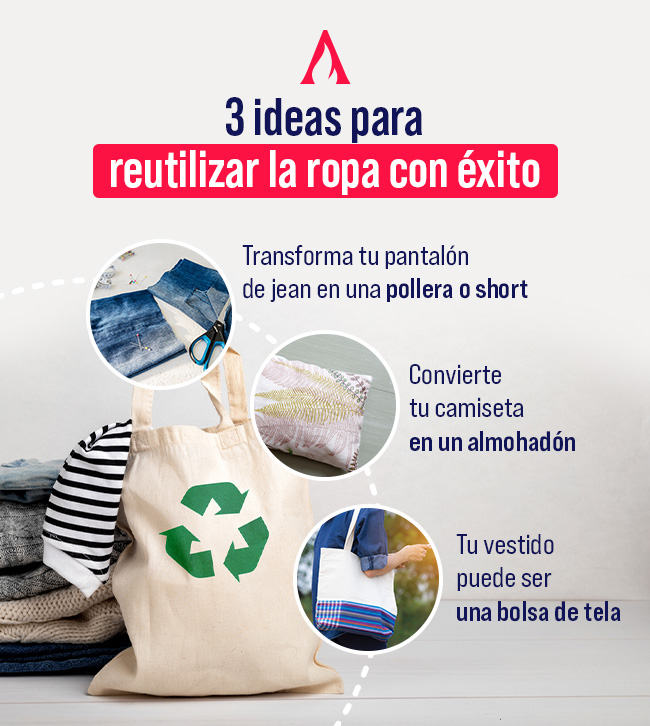 3 ideas para
reutilizar la ropa con éxito
Transforma tu pantalón
de jean en una pollera o short
Convierte
tu camiseta
en un almohadón
Tu vestido
puede ser
una bolsa de tela